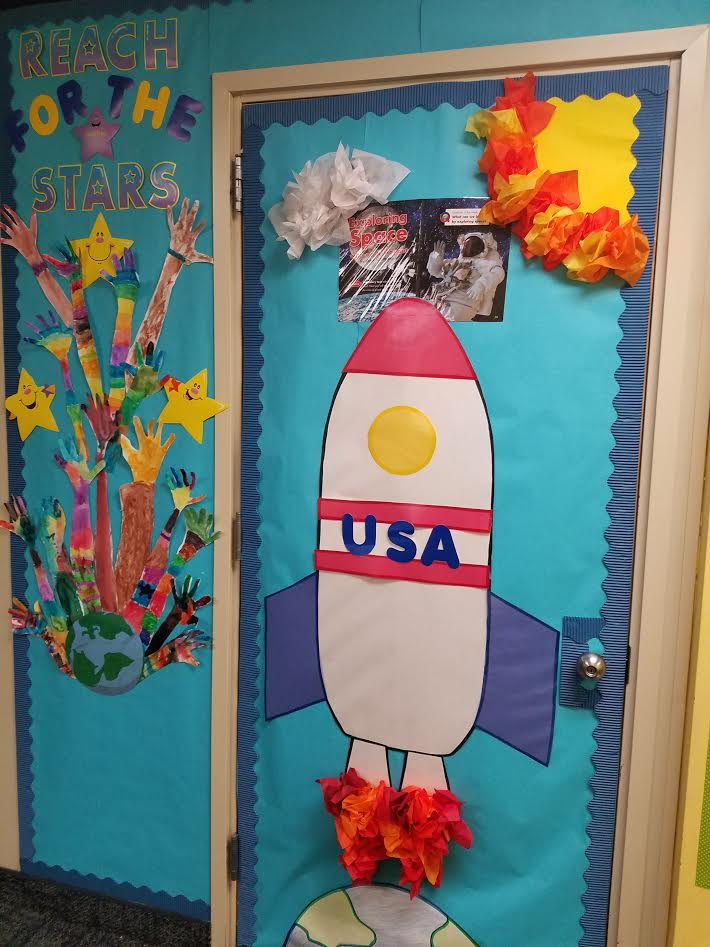 REACH
FOR THE
STARS
Exploring
Space
USA